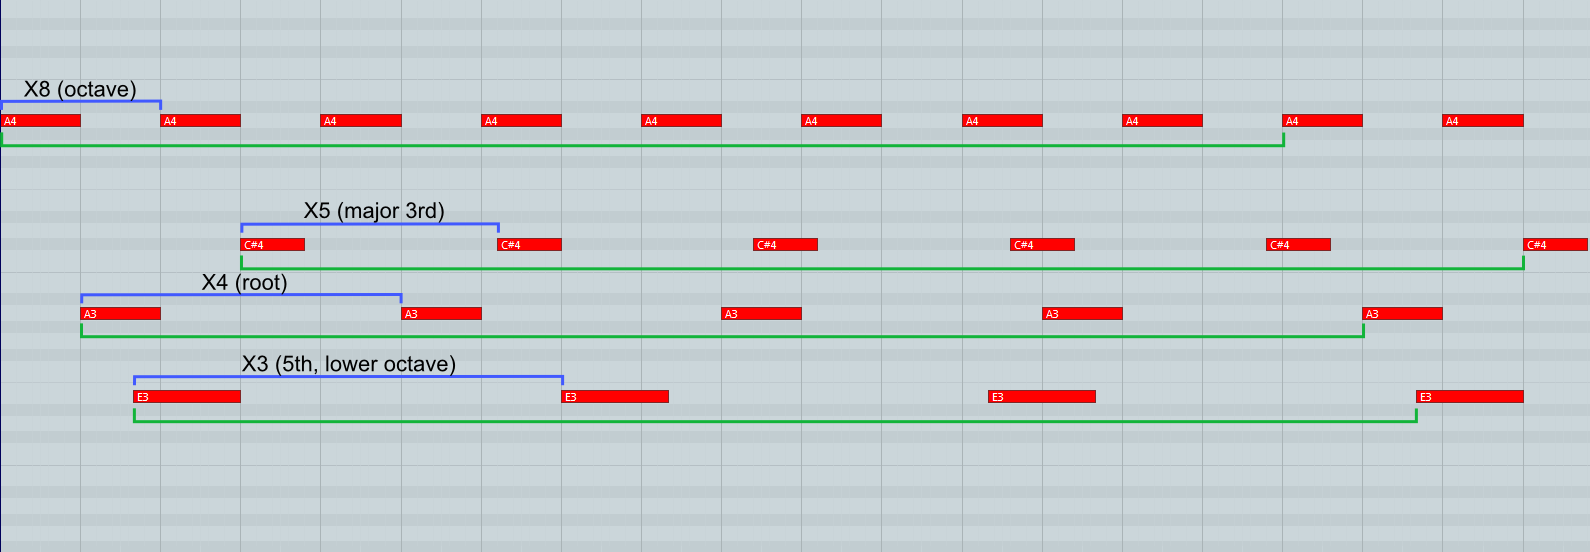 X8 (octave)
A4 A4 A4 A4 A4 A4 A4 A4 A4 A4
X5 (major 3rd)
C#4 C#4 C#4 C#4 C#4 C#4
X4 (root)
A3 A3 A3 A3 A3
X3 (5th, lower octave)
E3 E3 E3 E3